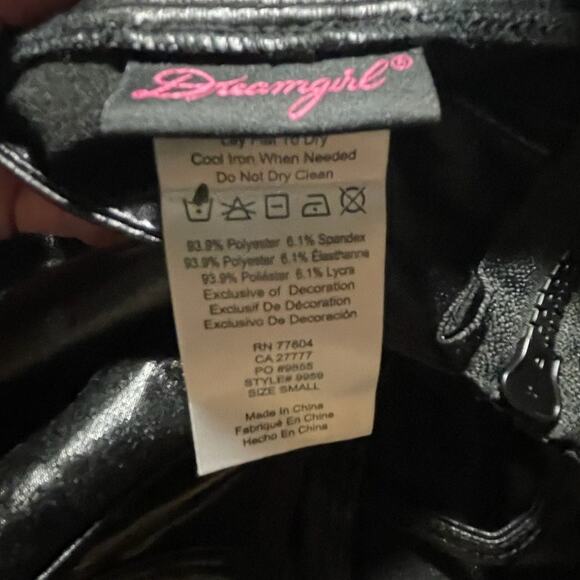 Dreamgirl®
Lay Flat To Dry
Cool Iron When Needed
Do Not Dry Clean
93.9% Polyester 6.1% Spandex
93.9% Polyester 6.1% Élasthanne
93.9% Poliéster 6.1% Lycra
Exclusive of Decoration
Exclusif De Décoration
Exclusivo De Decoración
RN 77604
CA 27777
PO #9855
STYLE# 9959
SIZE SMALL
Made In China
Fabriqué En China
Hecho En China